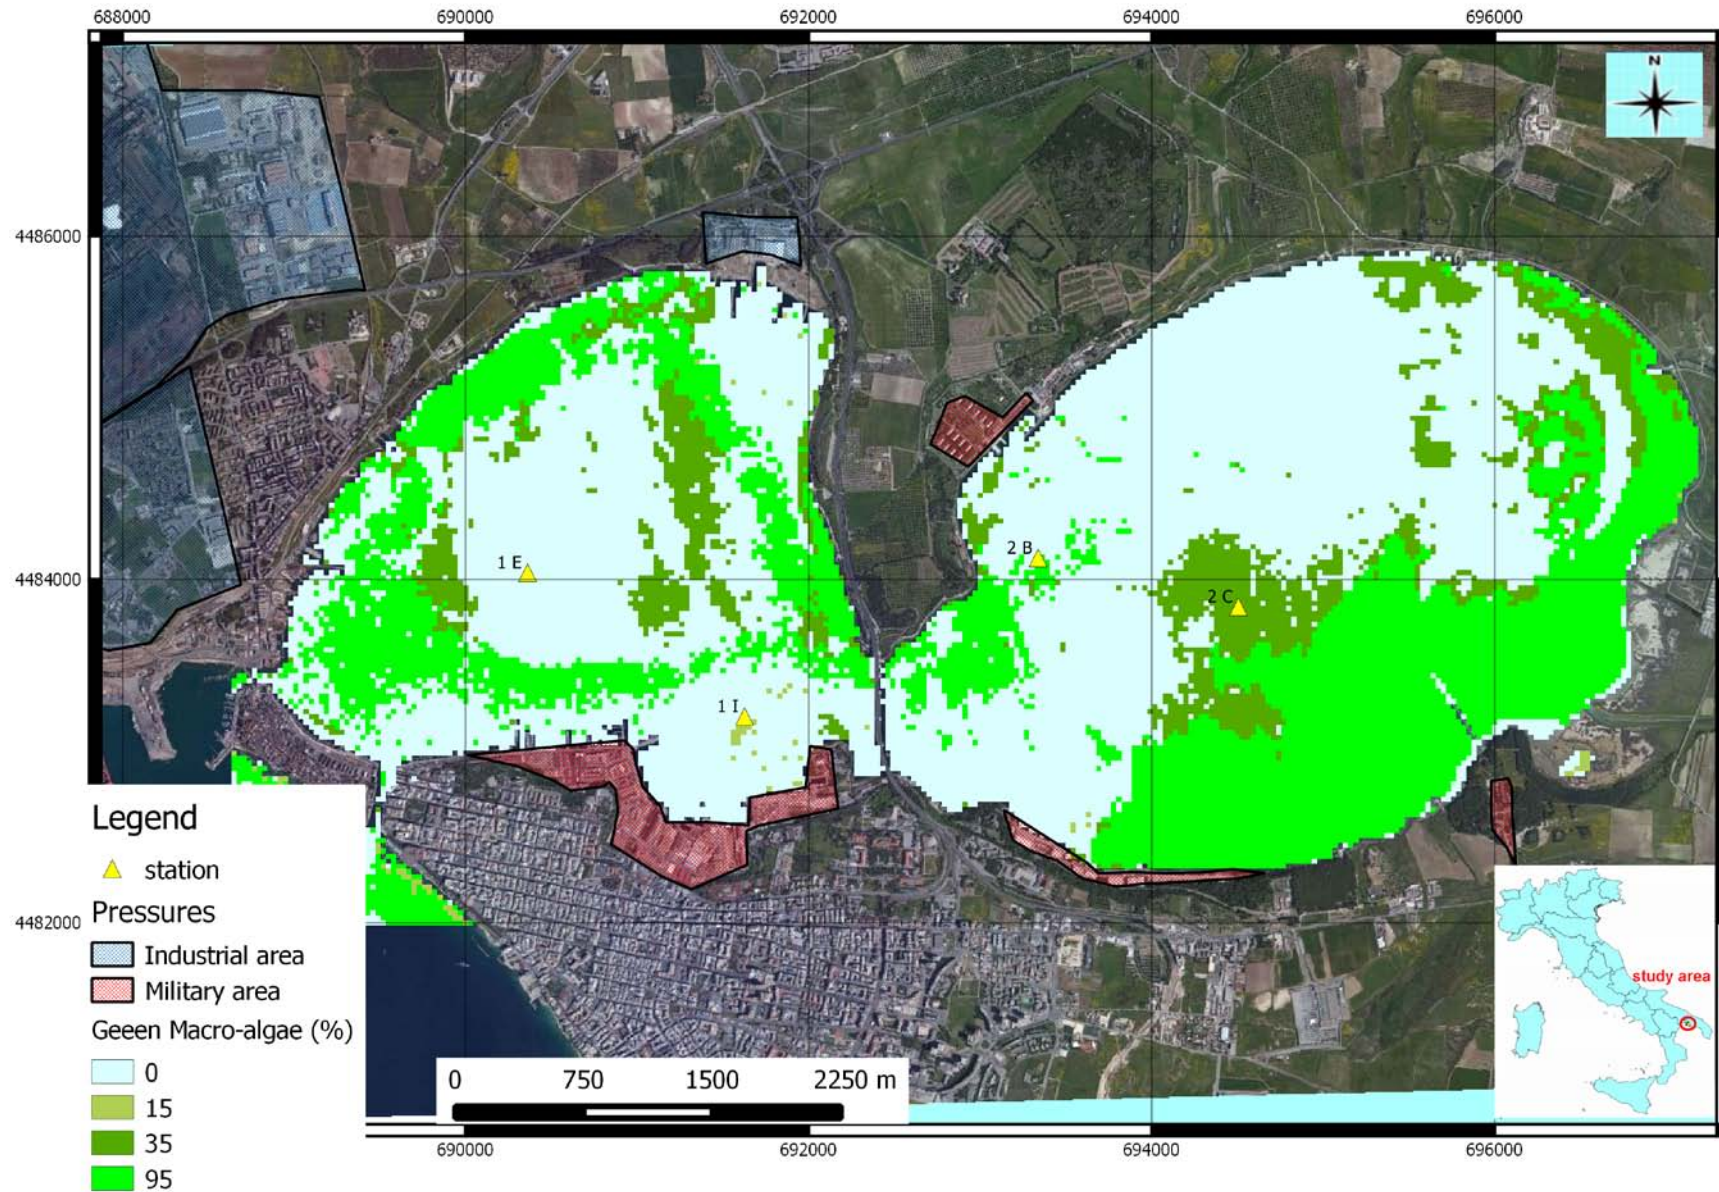 688000 690000 692000 694000 696000
N
4486000
4484000
4482000
1 E
2 B
2 C
1 I
Legend
station
Pressures
Industrial area
Military area
Geeen Macro-algae (%)
0
15
35
95
0 750 1500 2250 m
study area
690000 692000 694000 696000